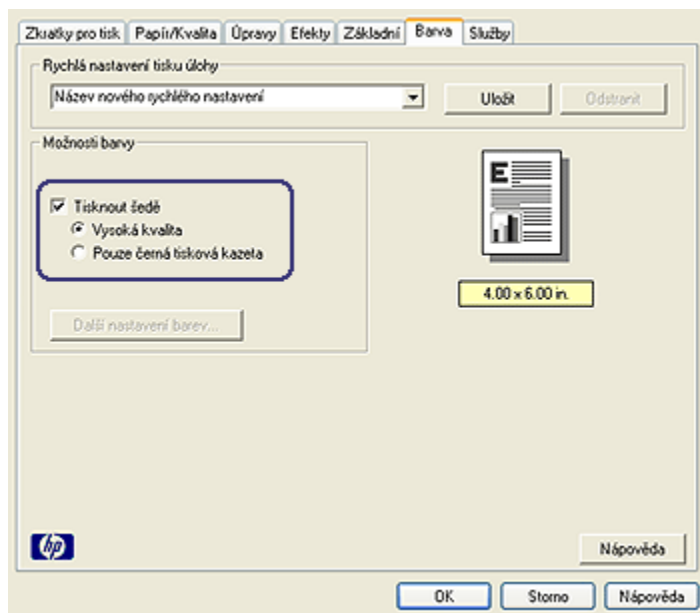 Zkratky pro tisk Papír/Kvalita Úpravy Efekty Základní Barva Služby
Rychlá nastavení tisku úlohy
Název nového rychlého nastavení Uložit Odstranit
Možnosti barvy
Tisknout šedě
Vysoká kvalita
Pouze černá tisková kazeta
E
4.00 x 6.00 in.
Další nastavení barev...
hp
Nápověda
OK Storno Nápověda